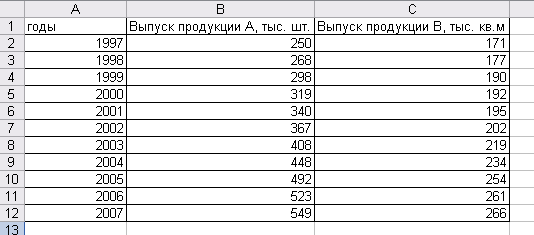 A B C
1 годы Выпуск продукции А, тыс. шт. Выпуск продукции В, тыс. кв.м
2 1997 250 171
3 1998 268 177
4 1999 298 190
5 2000 319 192
6 2001 340 195
7 2002 367 202
8 2003 408 219
9 2004 448 234
10 2005 492 254
11 2006 523 261
12 2007 549 266
13